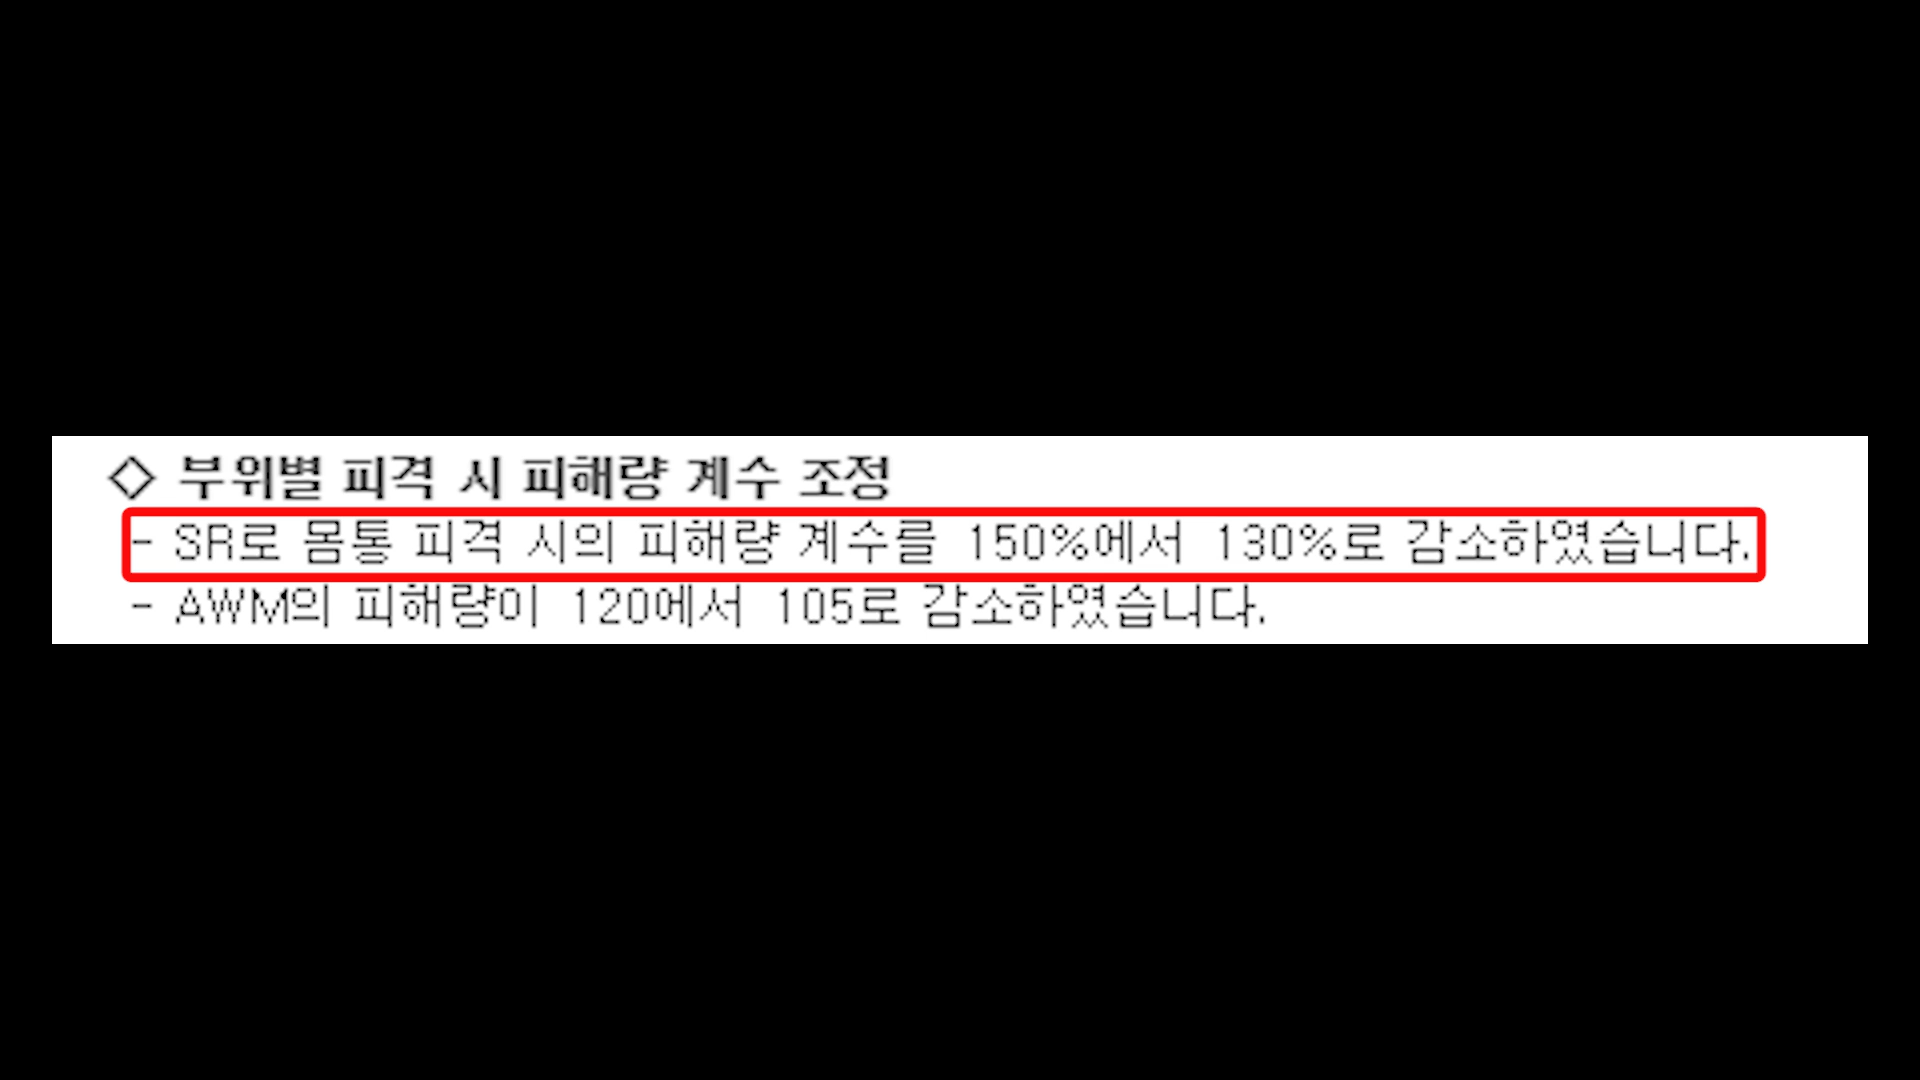 ◇ 부위별 피격 시 피해량 계수 조정
- SR로 몸통 피격 시의 피해량 계수를 150%에서 130%로 감소하였습니다.
- AWM의 피해량이 120에서 105로 감소하였습니다.